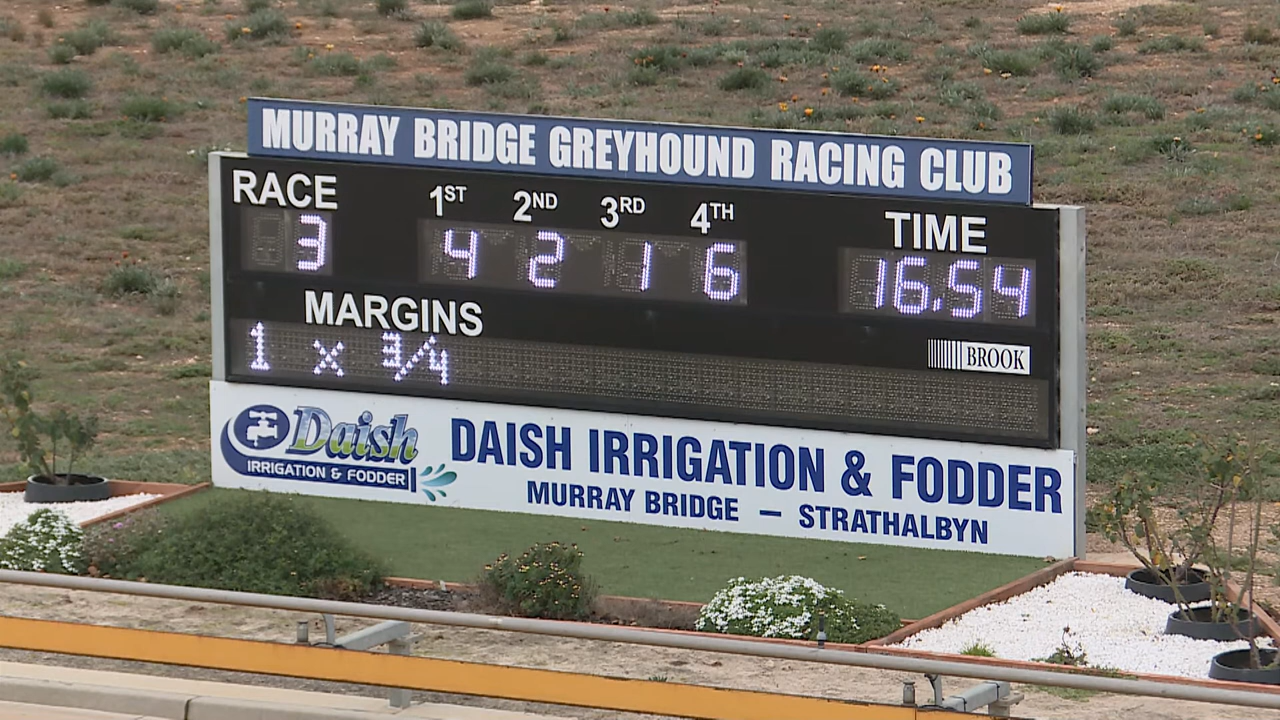 MURRAY BRIDGE GREYHOUND RACING CLUB
RACE 1ST 2ND 3RD 4TH TIME
3 4 2 1 6 16.54
MARGINS
1 x 3/4
BROOK
Daish
IRRIGATION & FODDER
DAISH IRRIGATION & FODDER
MURRAY BRIDGE — STRATHALBYN